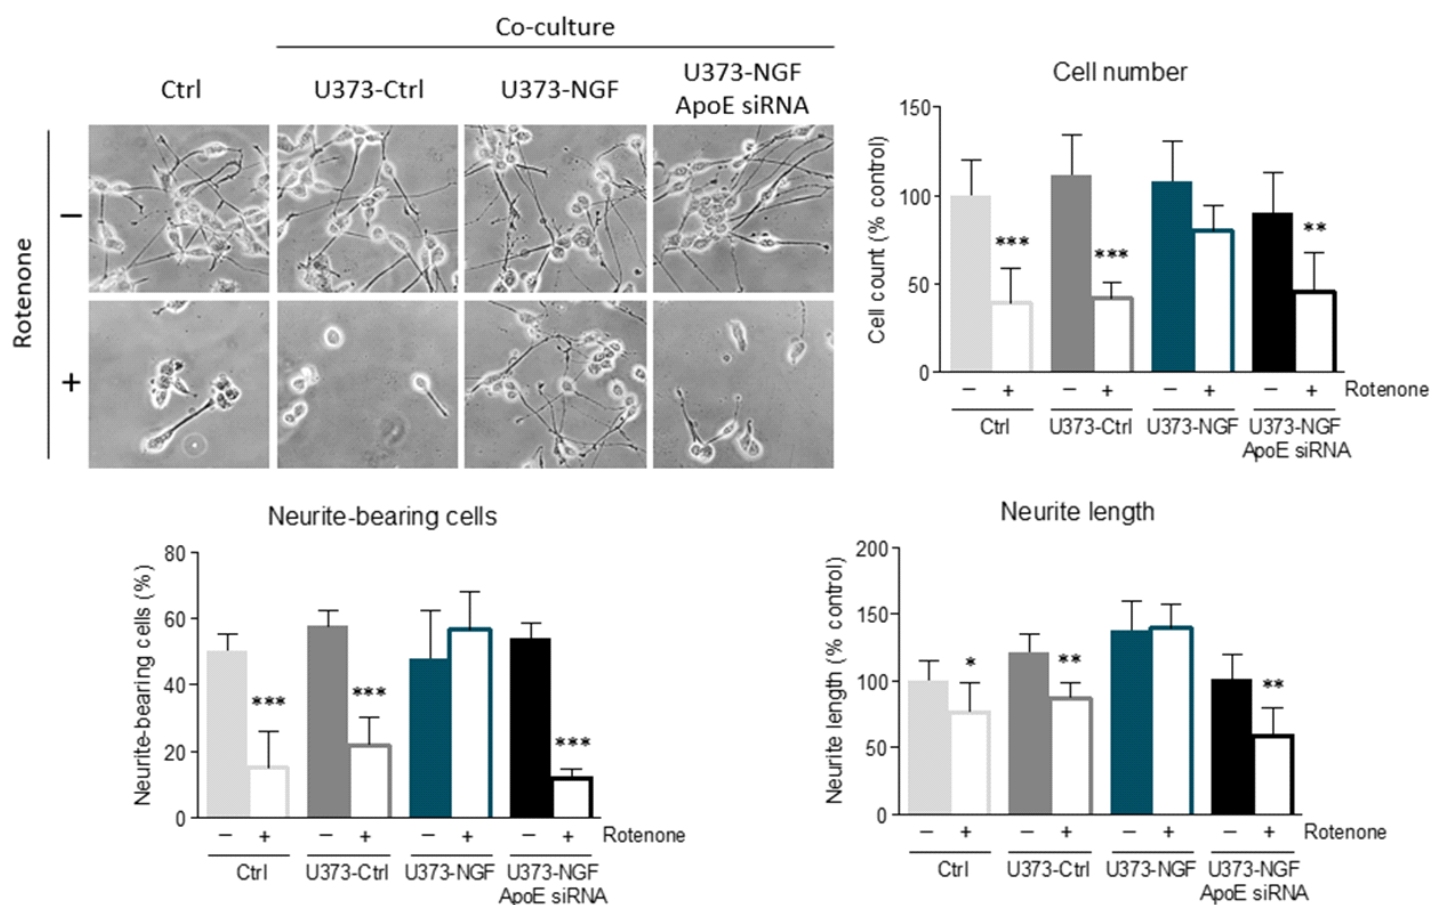 Co-culture
Ctrl
U373-Ctrl
U373-NGF
U373-NGF
ApoE siRNA
Rotenone
−
+
Cell number
Cell count (% control)
150
100
50
0
*** *** **
− + − + − + − + Rotenone
Ctrl U373-Ctrl U373-NGF U373-NGF
ApoE siRNA
Neurite-bearing cells
Neurite-bearing cells (%)
80
60
40
20
0
*** *** ***
− + − + − + − + Rotenone
Ctrl U373-Ctrl U373-NGF U373-NGF
ApoE siRNA
Neurite length
Neurite length (% control)
200
150
100
50
0
* ** **
− + − + − + − + Rotenone
Ctrl U373-Ctrl U373-NGF U373-NGF
ApoE siRNA